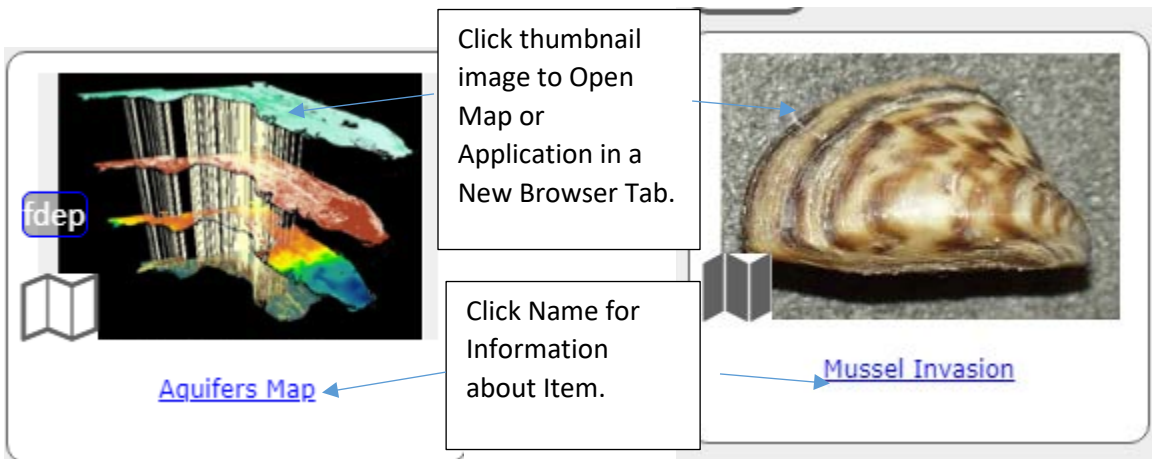 Click thumbnail
image to Open
Map or
Application in a
New Browser Tab.
fdep
Click Name for
Information
about Item.
Aquifers Map
Mussel Invasion